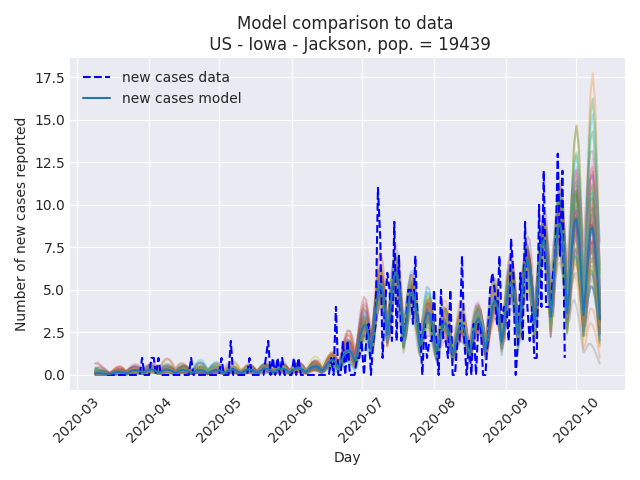 Model comparison to data
US - Iowa - Jackson, pop. = 19439
new cases data
new cases model
Number of new cases reported
17.5
15.0
12.5
10.0
7.5
5.0
2.5
0.0
2020-03
2020-04
2020-05
2020-06
2020-07
2020-08
2020-09
2020-10
Day